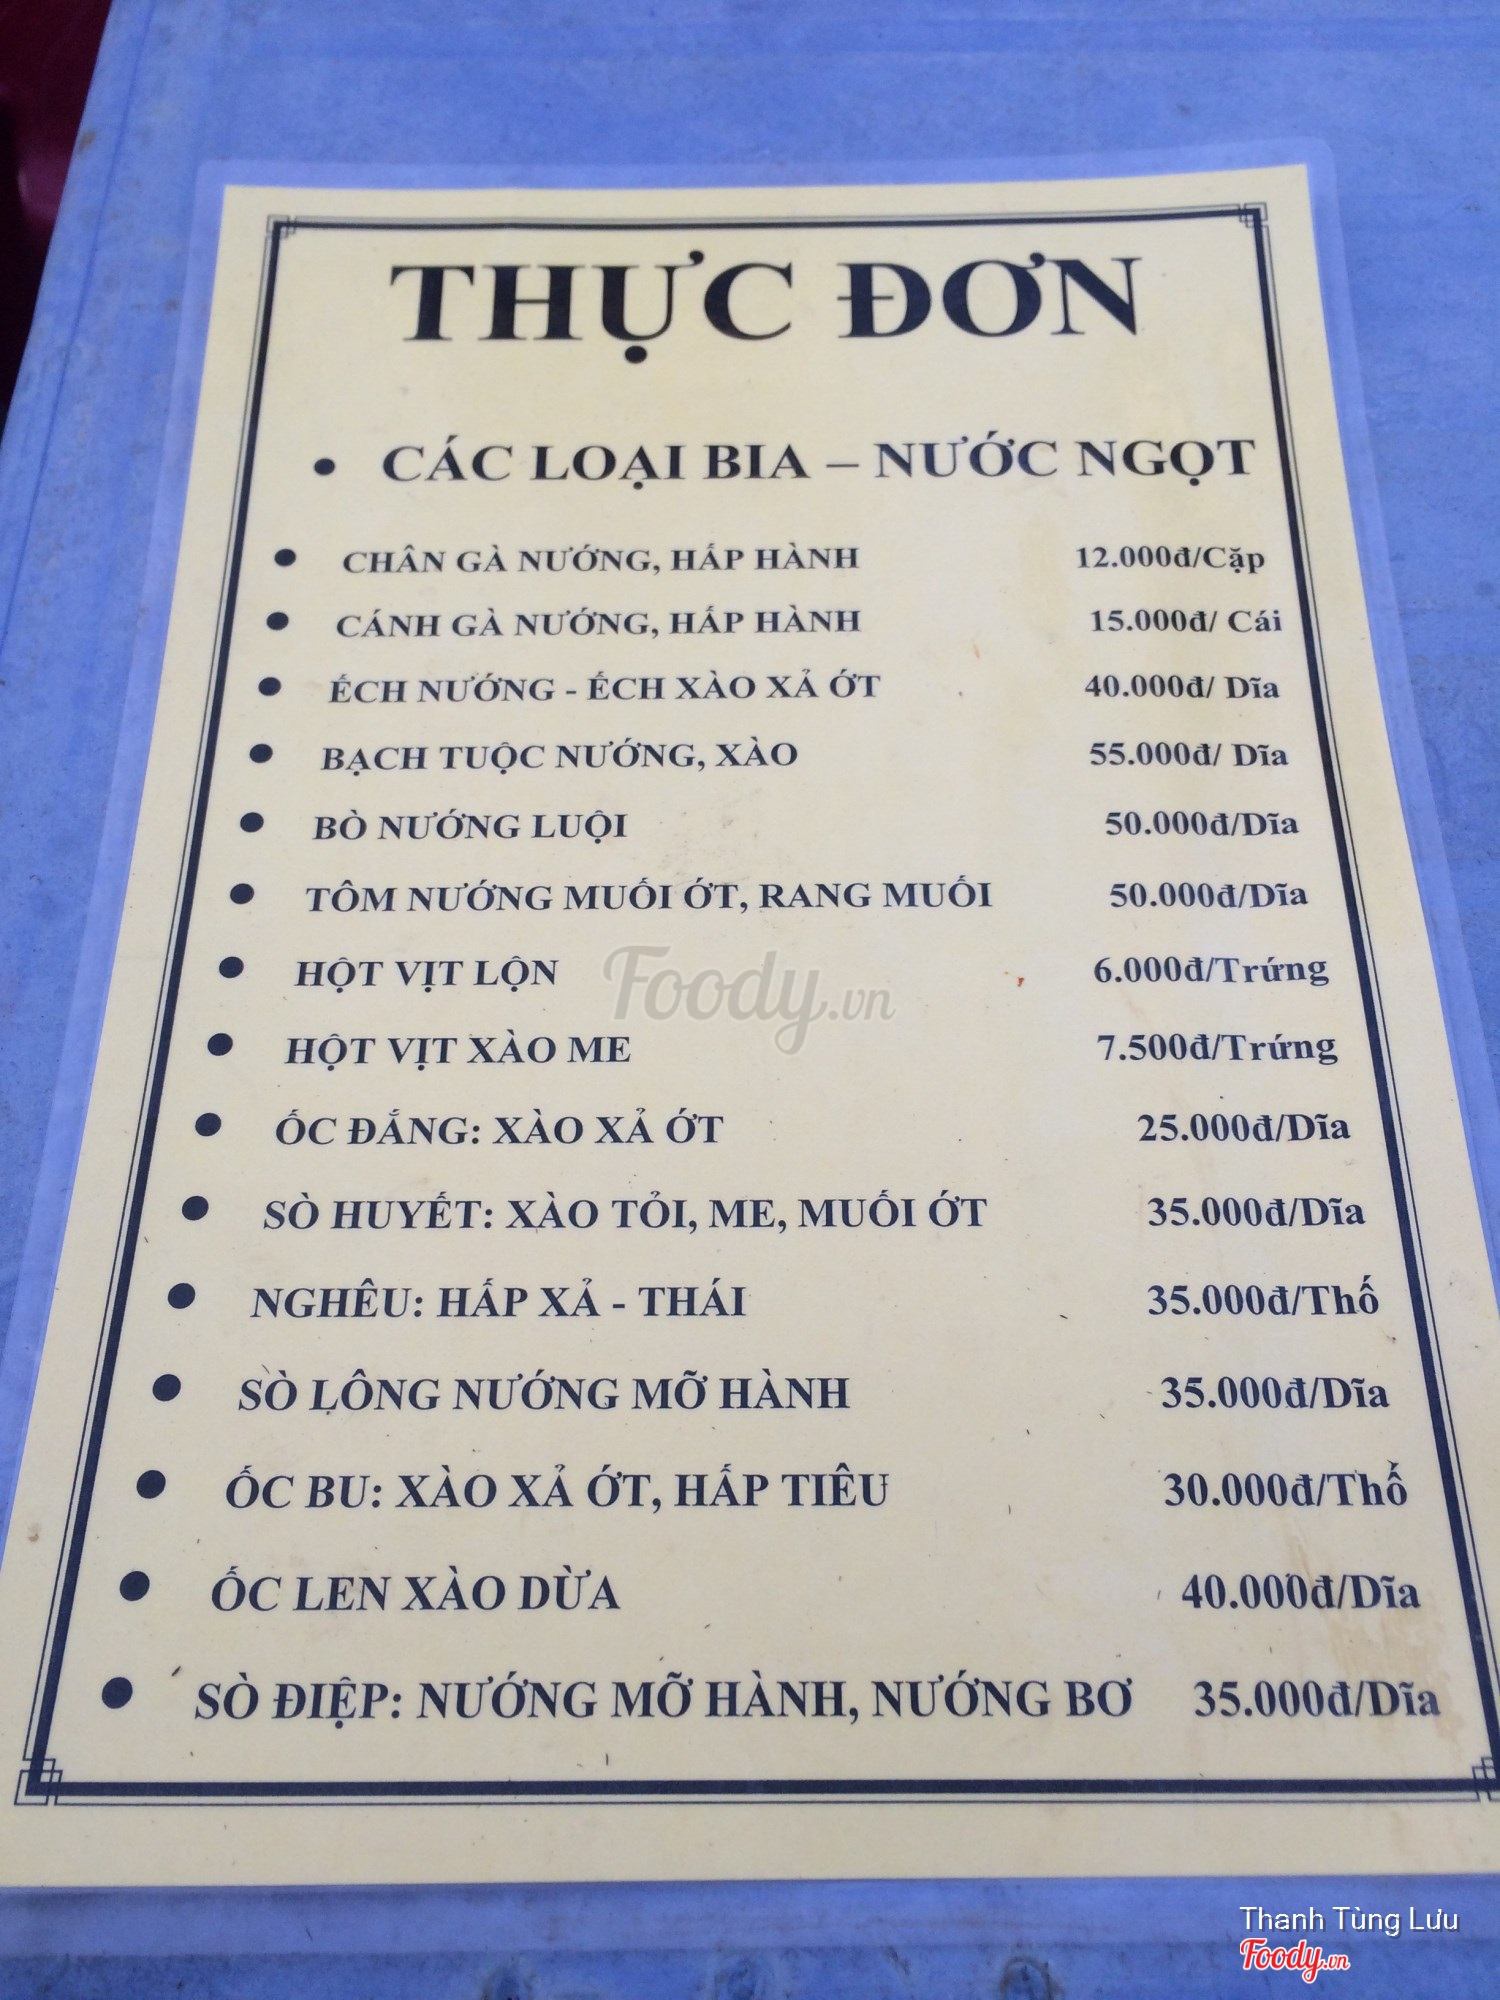 THỰC ĐƠN
• CÁC LOẠI BIA – NƯỚC NGỌT
• CHÂN GÀ NƯỚNG, HẤP HÀNH 12.000đ/Cặp
• CÁNH GÀ NƯỚNG, HẤP HÀNH 15.000đ/ Cái
• ẾCH NƯỚNG - ẾCH XÀO XẢ ỚT 40.000đ/ Dĩa
• BẠCH TUỘC NƯỚNG, XÀO 55.000đ/ Dĩa
• BÒ NƯỚNG LUỘI 50.000đ/Dĩa
• TÔM NƯỚNG MUỐI ỚT, RANG MUỐI 50.000đ/Dĩa
• HỘT VỊT LỘN 6.000đ/Trứng
• HỘT VỊT XÀO ME 7.500đ/Trứng
• ỐC ĐẮNG: XÀO XẢ ỚT 25.000đ/Dĩa
• SÒ HUYẾT: XÀO TỎI, ME, MUỐI ỚT 35.000đ/Dĩa
• NGHÊU: HẤP XẢ - THÁI 35.000đ/Thố
• SÒ LÔNG NƯỚNG MỠ HÀNH 35.000đ/Dĩa
• ỐC BU: XÀO XẢ ỚT, HẤP TIÊU 30.000đ/Thố
• ỐC LEN XÀO DỪA 40.000đ/Dĩa
• SÒ ĐIỆP: NƯỚNG MỠ HÀNH, NƯỚNG BƠ 35.000đ/Dĩa
Foody.vn
Thanh Tùng Lưu
Foody.vn